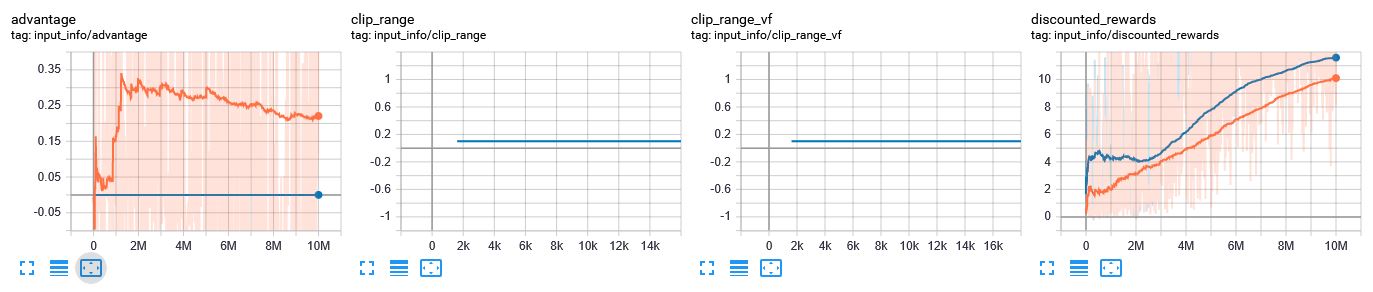 advantage
tag: input_info/advantage
0.35
0.25
0.15
0.05
-0.05
0 2M 4M 6M 8M 10M
clip_range
tag: input_info/clip_range
1
0.6
0.2
-0.2
-0.6
-1
0 2k 4k 6k 8k 10k 12k 14k
clip_range_vf
tag: input_info/clip_range_vf
1
0.6
0.2
-0.2
-0.6
-1
0 2k 4k 6k 8k 10k 12k 14k 16k
discounted_rewards
tag: input_info/discounted_rewards
10
8
6
4
2
0
0 2M 4M 6M 8M 10M